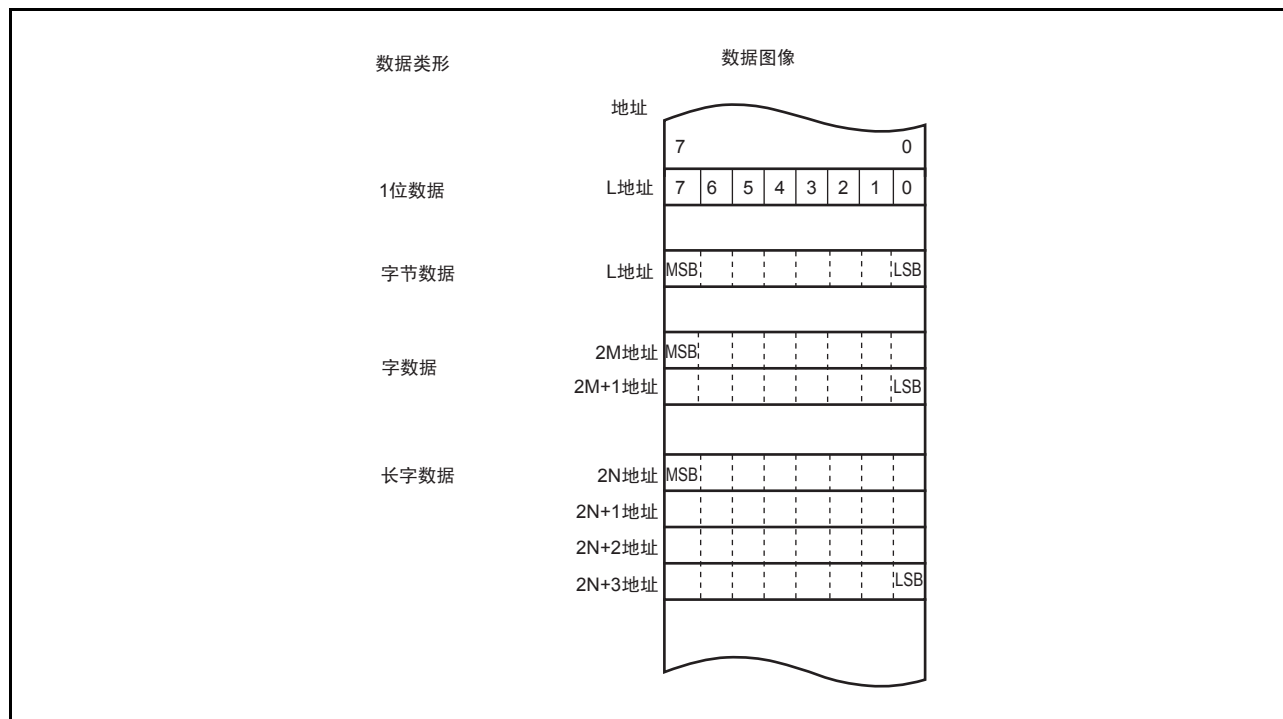 数据类形 数据图像
地址
7 0
1位数据 L地址 7 6 5 4 3 2 1 0
字节数据 L地址 MSB LSB
字数据 2M地址 MSB
2M+1地址 LSB
长字数据 2N地址 MSB
2N+1地址
2N+2地址
2N+3地址 LSB